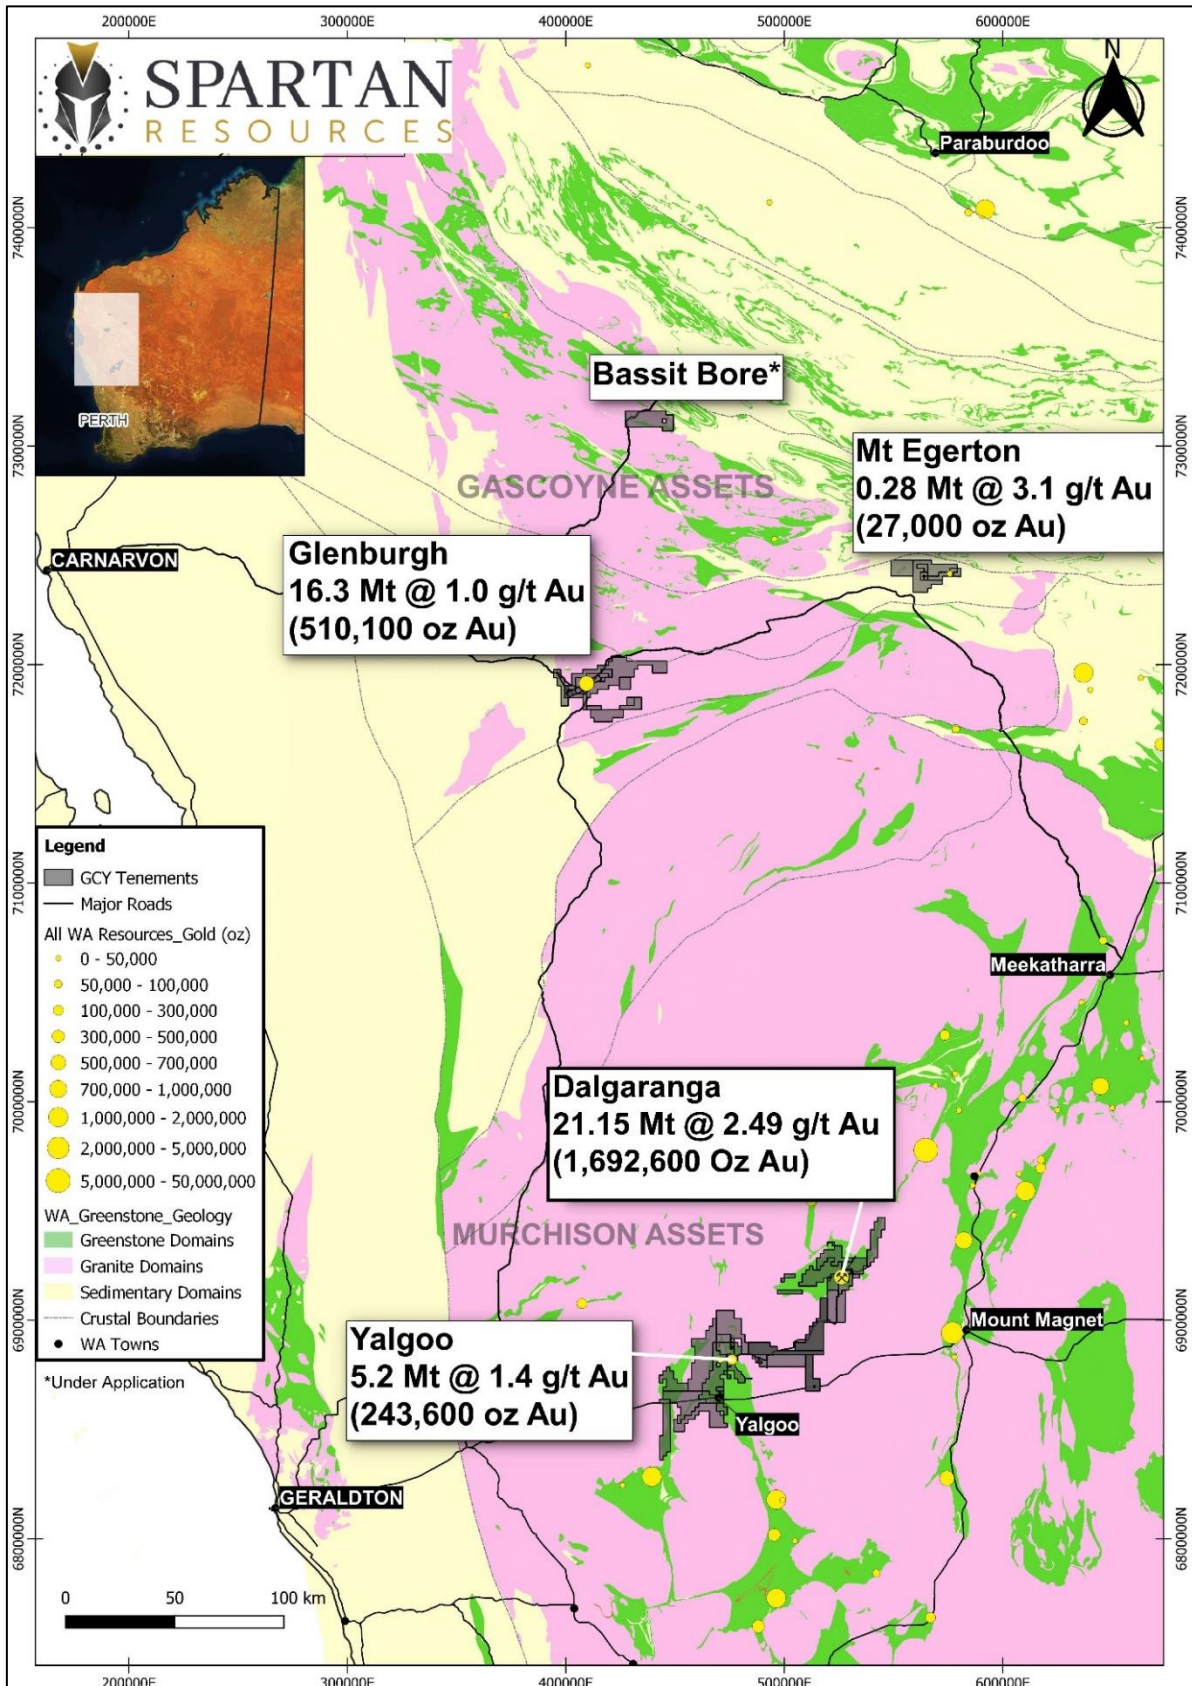 200000E 300000E 400000E 500000E 600000E
N
SPARTAN
RESOURCES
Paraburdoo
7400000N 7400000N
PERTH
Bassit Bore*
7300000N 7300000N
GASCOYNE ASSETS
Mt Egerton
0.28 Mt @ 3.1 g/t Au
(27,000 oz Au)
CARNARVON
Glenburgh
16.3 Mt @ 1.0 g/t Au
(510,100 oz Au)
7200000N 7200000N
Legend
GCY Tenements
Major Roads
All WA Resources_Gold (oz)
0 - 50,000
50,000 - 100,000
100,000 - 300,000
300,000 - 500,000
500,000 - 700,000
700,000 - 1,000,000
1,000,000 - 2,000,000
2,000,000 - 5,000,000
5,000,000 - 50,000,000
WA_Greenstone_Geology
Greenstone Domains
Granite Domains
Sedimentary Domains
Crustal Boundaries
WA Towns
*Under Application
7100000N 7100000N
Meekatharra
7000000N 7000000N
Dalgaranga
21.15 Mt @ 2.49 g/t Au
(1,692,600 Oz Au)
MURCHISON ASSETS
6900000N 6900000N
Mount Magnet
Yalgoo
5.2 Mt @ 1.4 g/t Au
(243,600 oz Au)
Yalgoo
GERALDTON
6800000N 6800000N
0 50 100 km
200000E 300000E 400000E 500000E 600000E